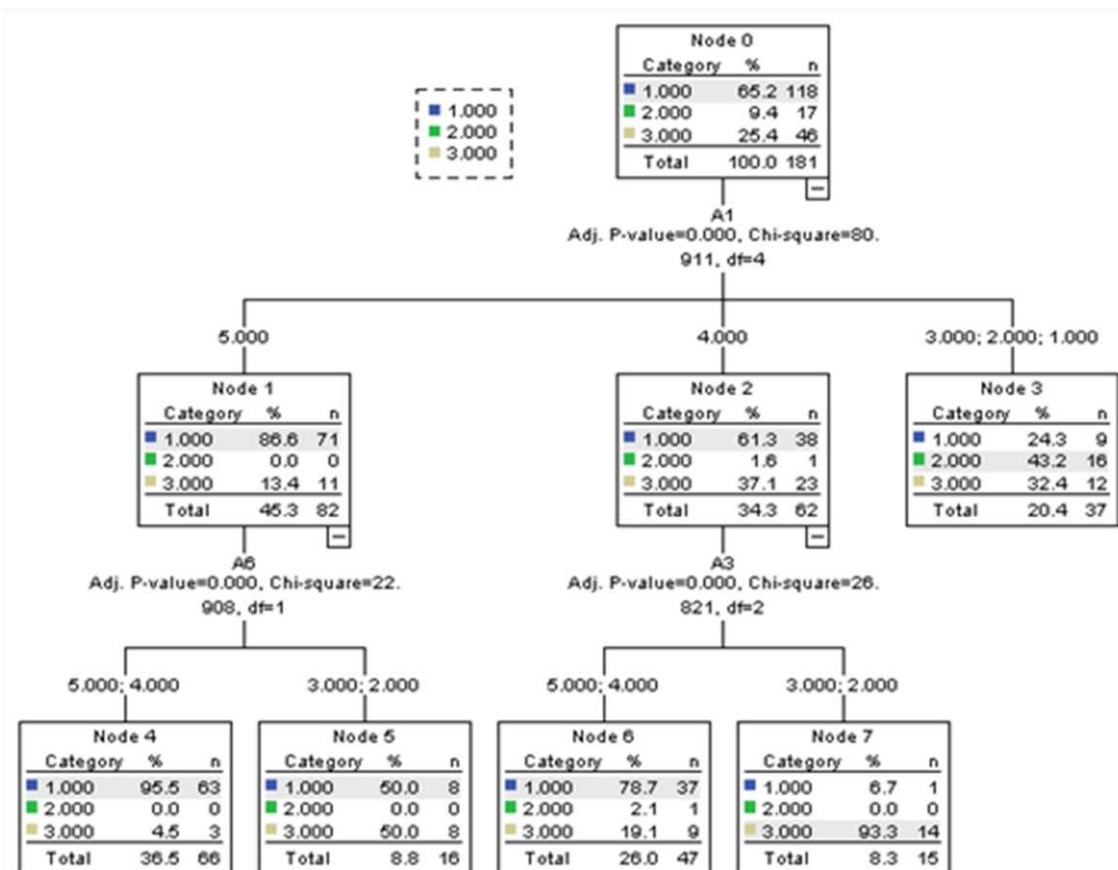 Node 0
Category % n
1.000 65.2 118
2.000 9.4 17
3.000 25.4 46
Total 100.0 181
1.000
2.000
3.000
A1
Adj. P-value=0.000, Chi-square=80.
911, df=4
5.000
4.000
3.000; 2.000; 1.000
Node 1
Category % n
1.000 86.6 71
2.000 0.0 0
3.000 13.4 11
Total 45.3 82
Node 2
Category % n
1.000 61.3 38
2.000 1.6 1
3.000 37.1 23
Total 34.3 62
Node 3
Category % n
1.000 24.3 9
2.000 43.2 16
3.000 32.4 12
Total 20.4 37
A6
Adj. P-value=0.000, Chi-square=22.
908, df=1
A3
Adj. P-value=0.000, Chi-square=26.
821, df=2
5.000; 4.000
3.000; 2.000
5.000; 4.000
3.000; 2.000
Node 4
Category % n
1.000 95.5 63
2.000 0.0 0
3.000 4.5 3
Total 36.5 66
Node 5
Category % n
1.000 50.0 8
2.000 0.0 0
3.000 50.0 8
Total 8.8 16
Node 6
Category % n
1.000 78.7 37
2.000 2.1 1
3.000 19.1 9
Total 26.0 47
Node 7
Category % n
1.000 6.7 1
2.000 0.0 0
3.000 93.3 14
Total 8.3 15